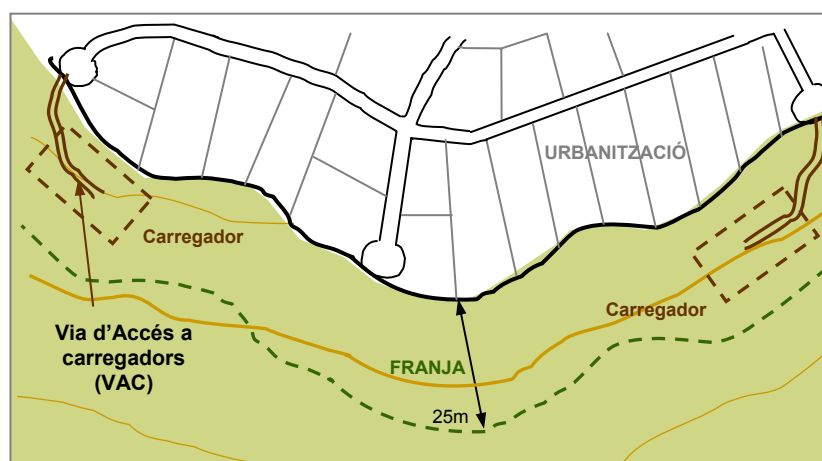 URBANITZACIÓ
Carregador
Carregador
Via d’Accés a
carregadors
(VAC)
FRANJA
25m